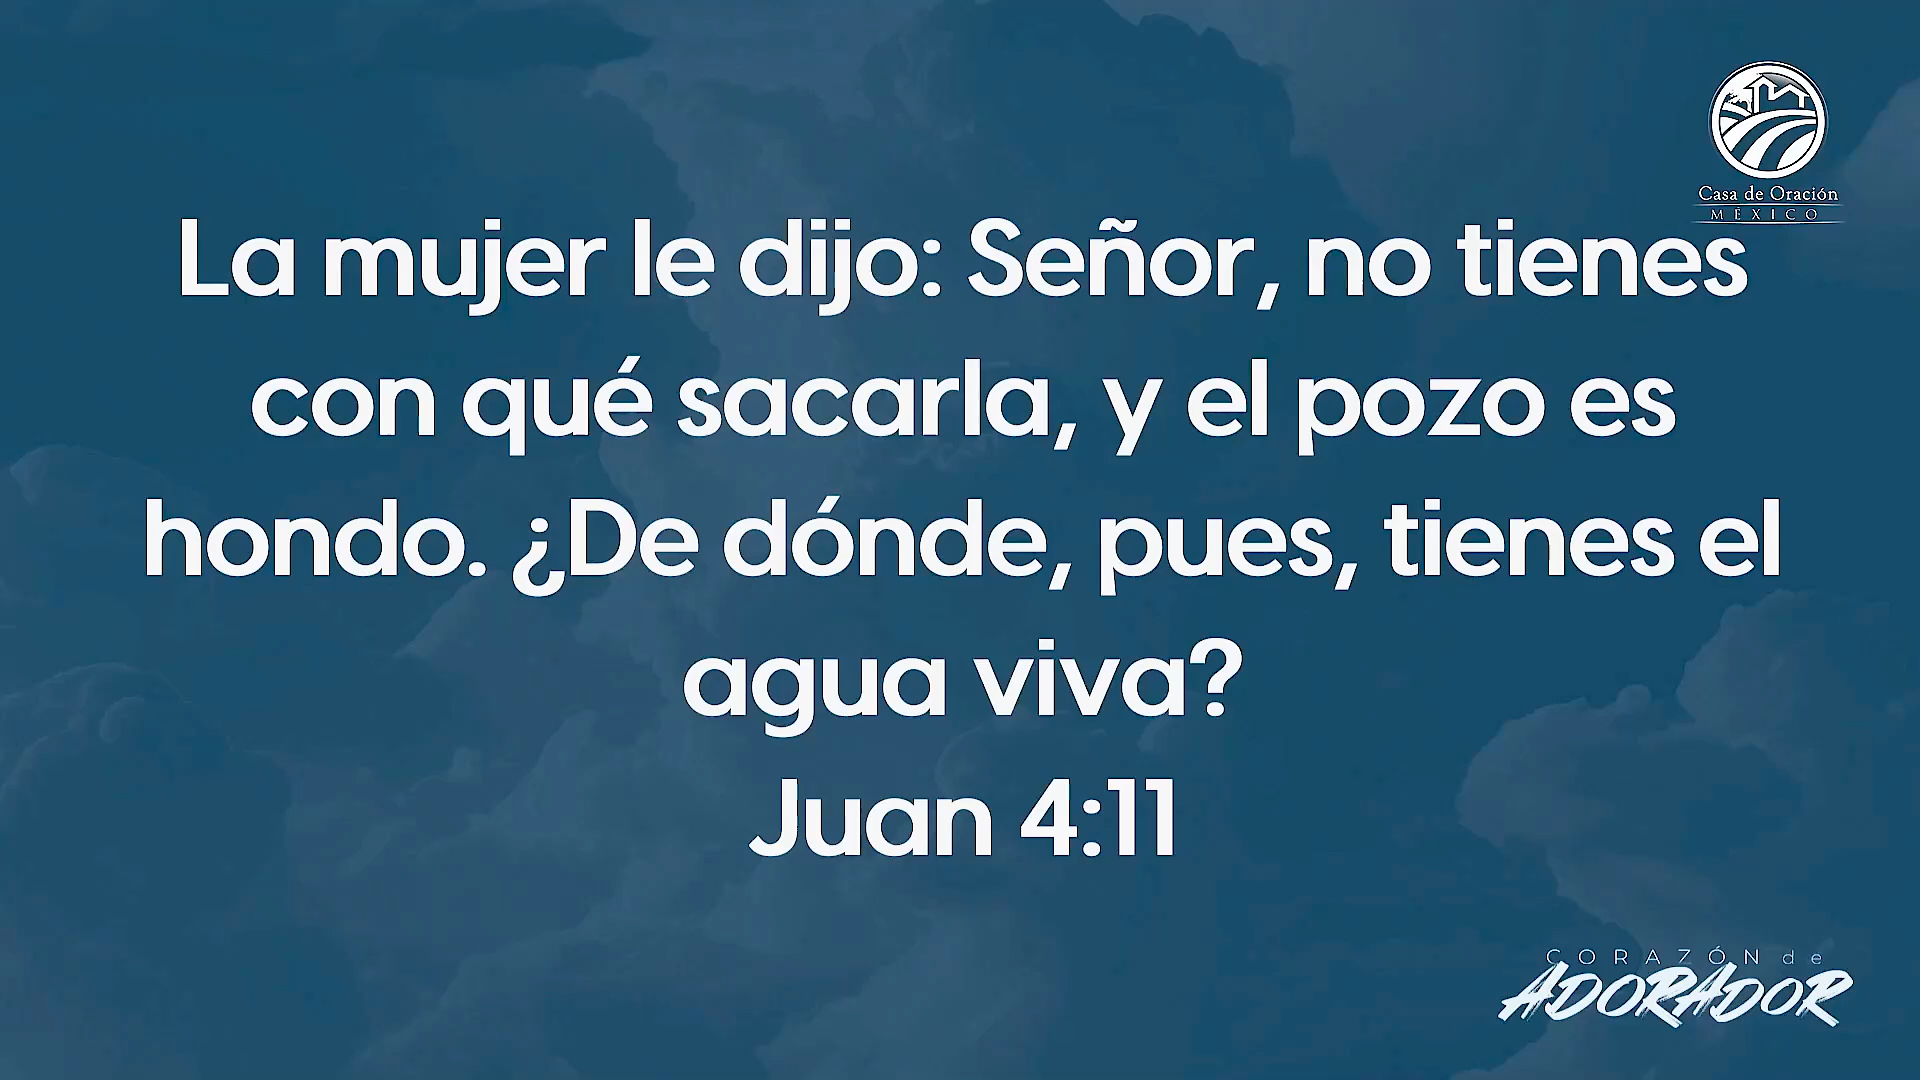 Casa de Oración
MÉXICO
La mujer le dijo: Señor, no tienes
con qué sacarla, y el pozo es
hondo. ¿De dónde, pues, tienes el
agua viva?
Juan 4:11
CORAZÓN de
ADORADOR